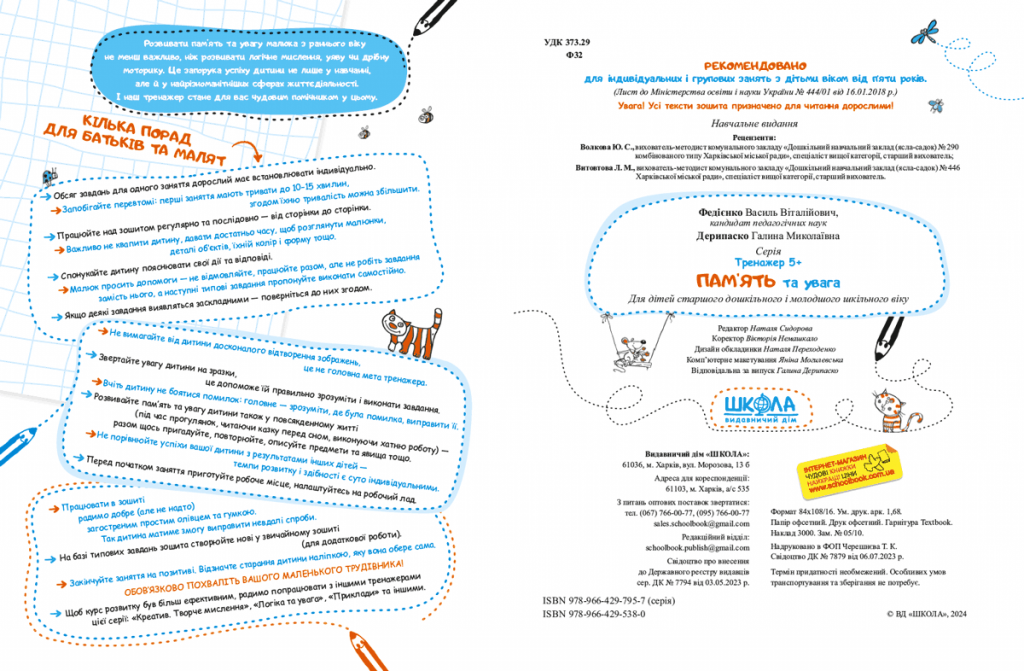 Розвивати пам'ять та увагу малюка з раннього віку
не менш важливо, ніж розвивати логічне мислення, уяву чи дрібну
моторику. Це запорука успіху дитини не лише у навчанні,
але й у найрізноманітніших сферах життєдіяльності.
І наш тренажер стане для вас чудовим помічником у цьому.
КІЛЬКА ПОРАД
ДЛЯ БАТЬКІВ ТА МАЛЯТ
Обсяг завдань для одного заняття дорослий має встановлювати індивідуально.
Запобігайте перевтомі: перші заняття мають тривати до 10–15 хвилин,
згодом їхню тривалість можна збільшити.
Працюйте над зошитом регулярно та послідовно — від сторінки до сторінки.
Важливо не квапити дитину, давати достатньо часу, щоб розглянути малюнки,
деталі об'єктів, їхній колір і форму тощо.
Спонукайте дитину пояснювати свої дії та відповіді.
Малюк просить допомоги — не відмовляйте, працюйте разом, але не робіть завдання
замість нього, а наступні типові завдання пропонуйте виконати самостійно.
Якщо деякі завдання виявляться заскладними — поверніться до них згодом.
Не вимагайте від дитини досконалого відтворення зображень,
це не головна мета тренажера.
Звертайте увагу дитини на зразки,
це допоможе їй правильно зрозуміти і виконати завдання.
Вчіть дитину не боятися помилок: головне — зрозуміти, де була помилка, виправити її.
Розвивайте пам'ять та увагу дитини також у повсякденному житті
(під час прогулянок, читаючи казку перед сном, виконуючи хатню роботу) —
разом щось пригадуйте, повторюйте, описуйте предмети та явища тощо.
Не порівнюйте успіхи вашої дитини з результатами інших дітей —
темпи розвитку і здібності є суто індивідуальними.
Перед початком заняття приготуйте робоче місце, налаштуйтесь на робочий лад.
Працювати в зошиті
радимо добре (але не надто)
загостреним простим олівцем та гумкою.
Так дитина матиме змогу виправити невдалі спроби.
На базі типових завдань зошита створюйте нові у звичайному зошиті
(для додаткової роботи).
Закінчуйте заняття на позитиві. Відзначте старання дитини наліпкою, яку вона обере сама.
ОБОВ'ЯЗКОВО ПОХВАЛІТЬ ВАШОГО МАЛЕНЬКОГО ТРУДІВНИКА!
Щоб курс розвитку був більш ефективним, радимо попрацювати з іншими тренажерами
цієї серії: «Креатив. Творче мислення», «Логіка та увага», «Приклади» та іншими.
УДК 373.29
Ф32
РЕКОМЕНДОВАНО
для індивідуальних і групових занять з дітьми віком від п'яти років.
(Лист до Міністерства освіти і науки України № 444/01 від 16.01.2018 р.)
Увага! Усі тексти зошита призначено для читання дорослими!
Навчальне видання
Рецензенти:
Волкова Ю. С., вихователь-методист комунального закладу «Дошкільний навчальний заклад (ясла-садок) № 290
комбінованого типу Харківської міської ради», спеціаліст вищої категорії, старший вихователь;
Витовтова Л. М., вихователь-методист комунального закладу «Дошкільний навчальний заклад (ясла-садок) № 446
Харківської міської ради», спеціаліст вищої категорії, старший вихователь.
Федієнко Василь Віталійович,
кандидат педагогічних наук
Дерипаско Галина Миколаївна
Серія
Тренажер 5+
ПАМ'ЯТЬ та увага
Для дітей старшого дошкільного і молодшого шкільного віку
Редактор Наталя Сидорова
Коректор Вікторія Немашкало
Дизайн обкладинки Наталя Переходенко
Комп'ютерне макетування Яніна Могилевська
Відповідальна за випуск Галина Дерипаско
ШКОЛА
видавничий дім
Видавничий дім «ШКОЛА»:
61036, м. Харків, вул. Морозова, 13 б
Адреса для кореспонденції:
61103, м. Харків, а/с 535
З питань оптових поставок звертатися:
тел. (067) 766-00-77, (095) 766-00-77
sales.schoolbook@gmail.com
Редакційний відділ:
schoolbook.publish@gmail.com
Свідоцтво про внесення
до Державного реєстру видавців
сер. ДК № 7794 від 03.05.2023 р.
ІНТЕРНЕТ-МАГАЗИН
ЧУДОВІ КНИЖКИ
НАЙКРАЩІ ЦІНИ
www.schoolbook.com.ua
Формат 84x108/16. Ум. друк. арк. 1,68.
Папір офсетний. Друк офсетний. Гарнітура Textbook.
Наклад 3000. Зам. № 05/10.
Надруковано в ФОП Черешнєва Т. К.
Свідоцтво ДК № 7879 від 06.07.2023 р.
Термін придатності необмежений. Особливих умов
транспортування та зберігання не потребує.
ISBN 978-966-429-795-7 (серія)
ISBN 978-966-429-538-0
© ВД «ШКОЛА», 2024